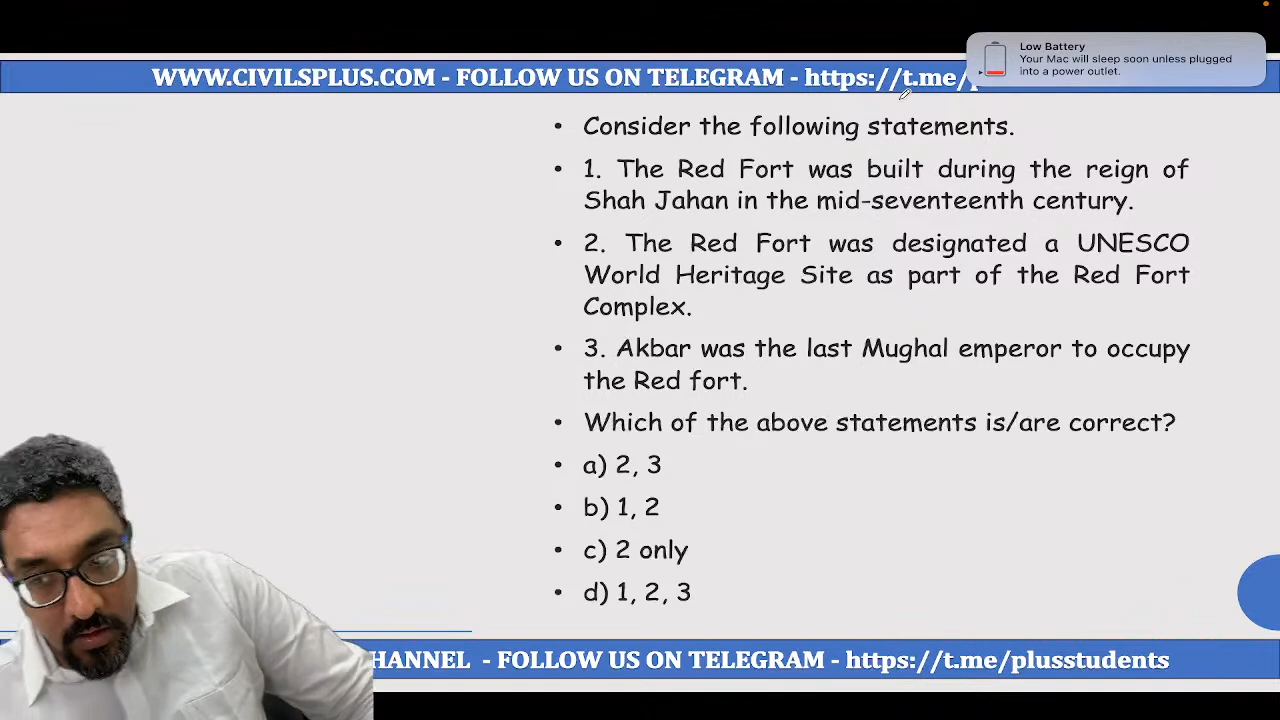 Low Battery
Your Mac will sleep soon unless plugged
into a power outlet.
WWW.CIVILSPLUS.COM - FOLLOW US ON TELEGRAM - https://t.me/
• Consider the following statements.
• 1. The Red Fort was built during the reign of
Shah Jahan in the mid-seventeenth century.
• 2. The Red Fort was designated a UNESCO
World Heritage Site as part of the Red Fort
Complex.
• 3. Akbar was the last Mughal emperor to occupy
the Red fort.
• Which of the above statements is/are correct?
• a) 2, 3
• b) 1, 2
• c) 2 only
• d) 1, 2, 3
HANNEL - FOLLOW US ON TELEGRAM - https://t.me/plusstudents